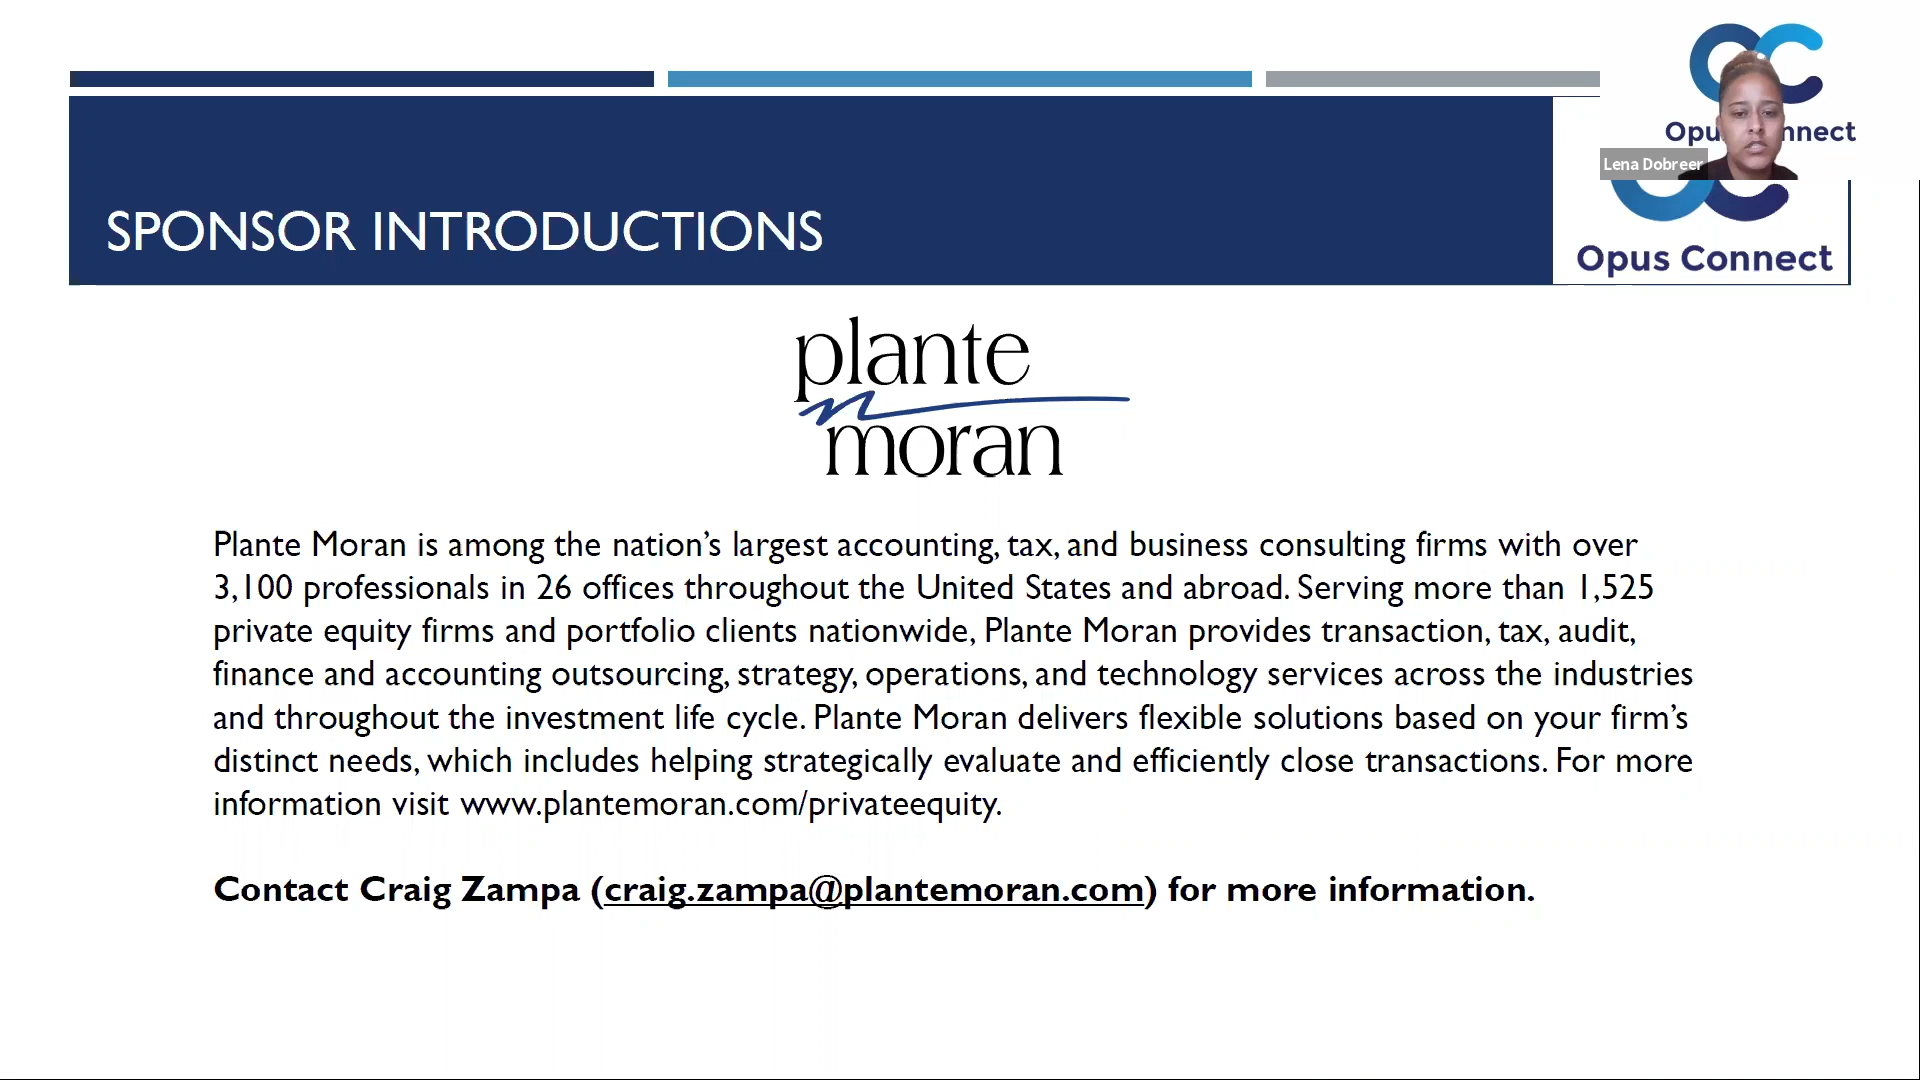 Opus Connect
Lena Dobreer
SPONSOR INTRODUCTIONS
Opus Connect
plante
moran
Plante Moran is among the nation’s largest accounting, tax, and business consulting firms with over
3,100 professionals in 26 offices throughout the United States and abroad. Serving more than 1,525
private equity firms and portfolio clients nationwide, Plante Moran provides transaction, tax, audit,
finance and accounting outsourcing, strategy, operations, and technology services across the industries
and throughout the investment life cycle. Plante Moran delivers flexible solutions based on your firm’s
distinct needs, which includes helping strategically evaluate and efficiently close transactions. For more
information visit www.plantemoran.com/privateequity.
Contact Craig Zampa (craig.zampa@plantemoran.com) for more information.